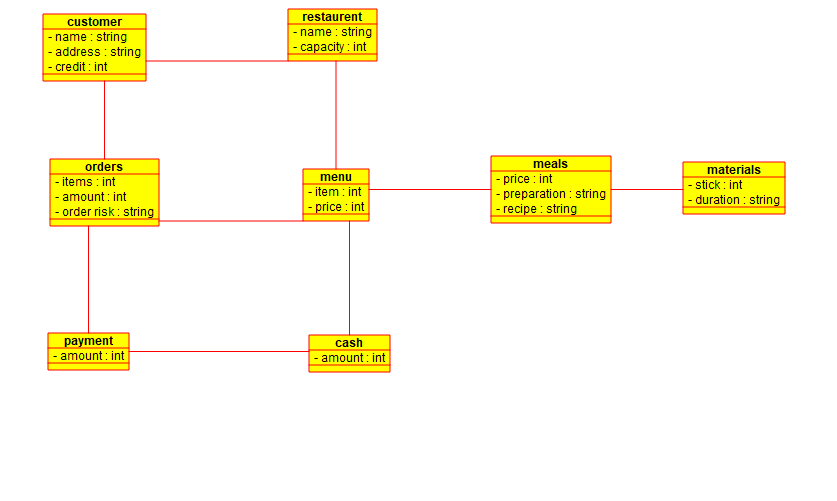 customer
- name : string
- address : string
- credit : int
restaurent
- name : string
- capacity : int
orders
- items : int
- amount : int
- order risk : string
menu
- item : int
- price : int
meals
- price : int
- preparation : string
- recipe : string
materials
- stick : int
- duration : string
payment
- amount : int
cash
- amount : int